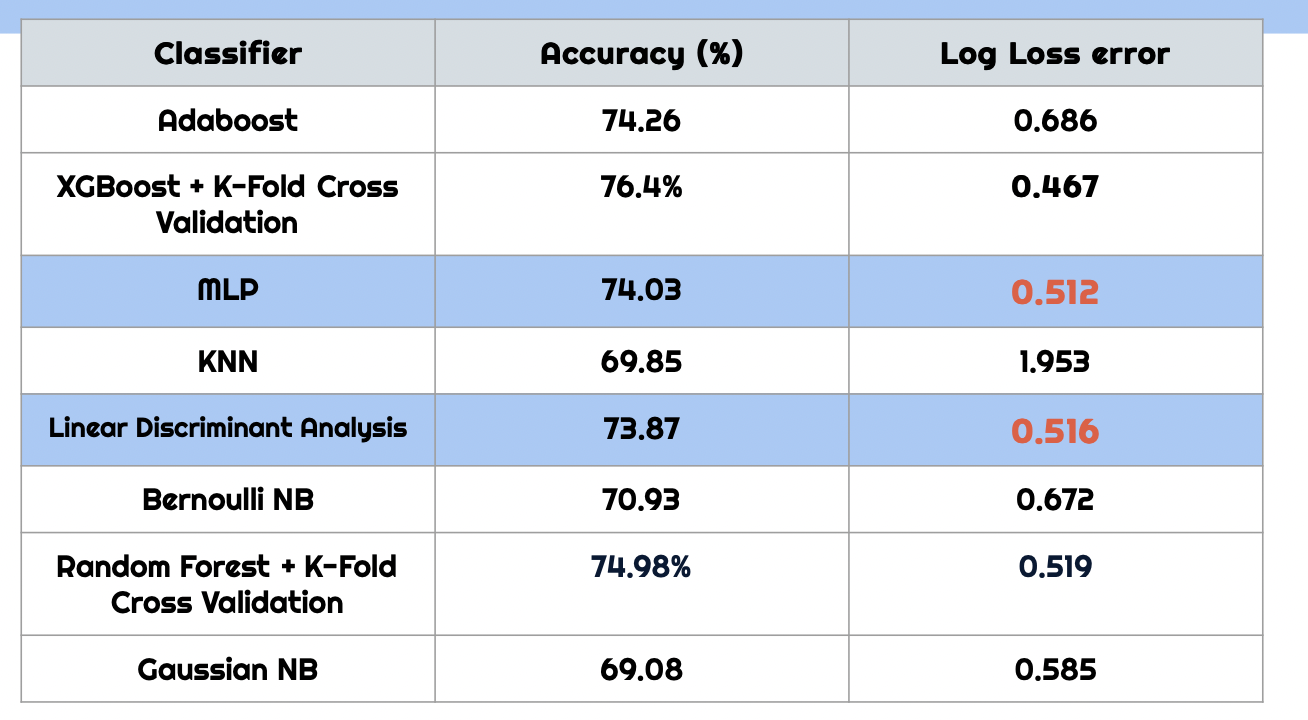 Classifier Accuracy (%) Log Loss error
Adaboost 74.26 0.686
XGBoost + K-Fold Cross 76.4% 0.467
Validation
MLP 74.03 0.512
KNN 69.85 1.953
Linear Discriminant Analysis 73.87 0.516
Bernoulli NB 70.93 0.672
Random Forest + K-Fold 74.98% 0.519
Cross Validation
Gaussian NB 69.08 0.585